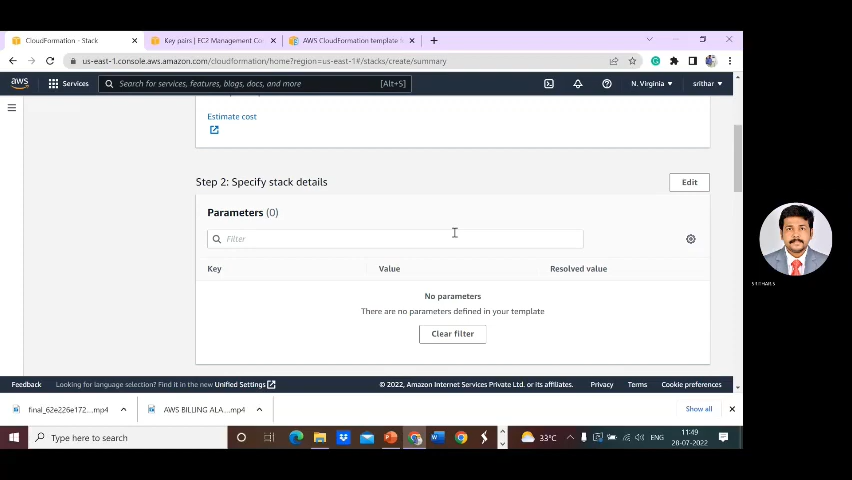 CloudFormation - Stack
Key pairs | EC2 Management Co
AWS CloudFormation template t
us-east-1.console.aws.amazon.com/cloudformation/home?region=us-east-1#/stacks/create/summary
aws
Services
Search for services, features, blogs, docs, and more
[Alt+S]
N. Virginia
srithar
Estimate cost
Step 2: Specify stack details
Edit
Parameters (0)
Filter
Key
Value
Resolved value
No parameters
There are no parameters defined in your template
Clear filter
Feedback
Looking for language selection? Find it in the new Unified Settings
© 2022, Amazon Internet Services Private Ltd. or its affiliates.
Privacy
Terms
Cookie preferences
final_62e226e172....mp4
AWS BILLING ALA....mp4
Show all
Type here to search
33°C
ENG
11:49
28-07-2022
SRITHAR S